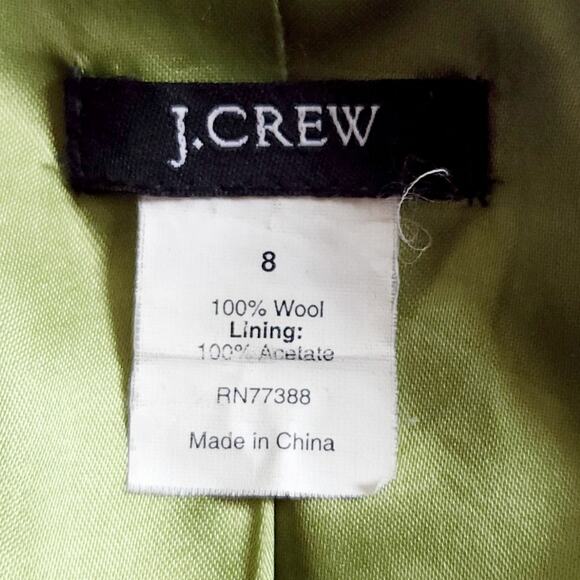 J.CREW
8
100% Wool
Lining:
100% Acetate
RN77388
Made in China